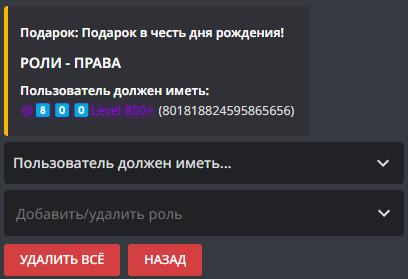 Подарок: Подарок в честь дня рождения!
РОЛИ - ПРАВА
Пользователь должен иметь:
@ 8 0 0 Level 800+ (801818824595865656)
Пользователь должен иметь...
Добавить/удалить роль
УДАЛИТЬ ВСЁ
НАЗАД